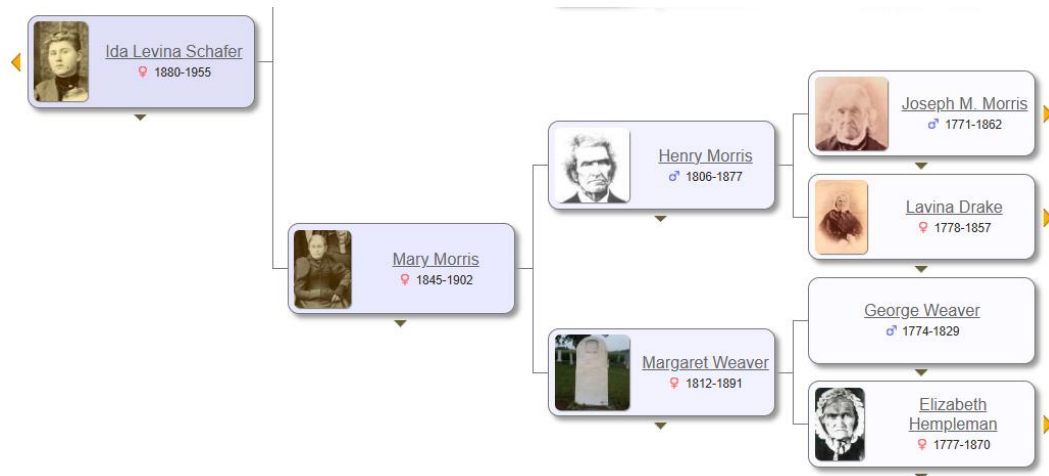 Ida Levina Schafer
♀ 1880-1955
Joseph M. Morris
♂ 1771-1862
Henry Morris
♂ 1806-1877
Lavina Drake
♀ 1778-1857
Mary Morris
♀ 1845-1902
George Weaver
♂ 1774-1829
Margaret Weaver
♀ 1812-1891
Elizabeth
Hempleman
♀ 1777-1870